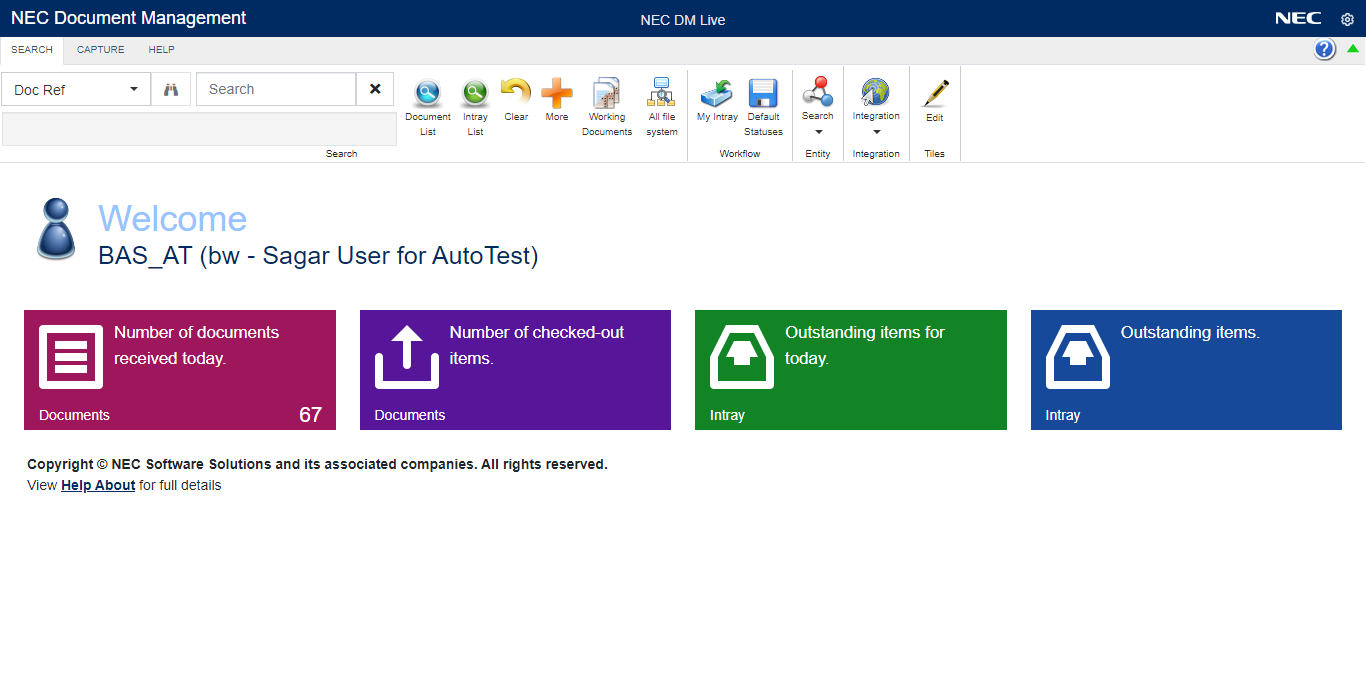 NEC Document Management
NEC DM Live
NEC
SEARCH
CAPTURE
HELP
?
Doc Ref
Search
Document
List
Intray
List
Clear
More
Working
Documents
All file
system
Search
My Intray
Default
Statuses
Workflow
Search
Entity
Integration
Integration
Edit
Tiles
Welcome
BAS_AT (bw - Sagar User for AutoTest)
Number of documents
received today.
Documents
67
Number of checked-out
items.
Documents
Outstanding items for
today.
Intray
Outstanding items.
Intray
Copyright © NEC Software Solutions and its associated companies. All rights reserved.
View Help About for full details